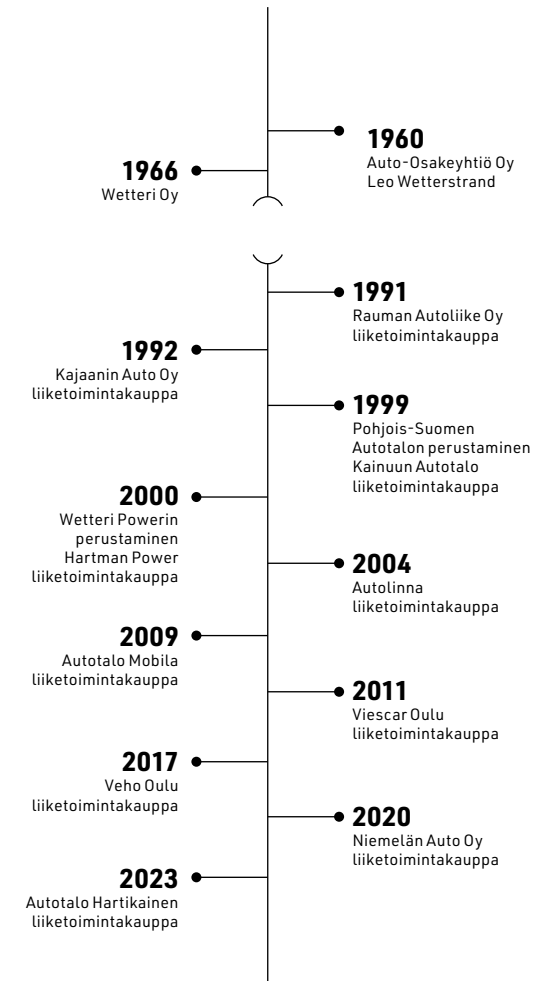 1960
Auto-Osakeyhtiö Oy
Leo Wetterstrand
1966
Wetteri Oy
1991
Rauman Autoliike Oy
liiketoimintakauppa
1992
Kajaanin Auto Oy
liiketoimintakauppa
1999
Pohjois-Suomen
Autotalon perustaminen
Kainuun Autotalo
liiketoimintakauppa
2000
Wetteri Powerin
perustaminen
Hartman Power
liiketoimintakauppa
2004
Autolinna
liiketoimintakauppa
2009
Autotalo Mobila
liiketoimintakauppa
2011
Viescar Oulu
liiketoimintakauppa
2017
Veho Oulu
liiketoimintakauppa
2020
Niemelän Auto Oy
liiketoimintakauppa
2023
Autotalo Hartikainen
liiketoimintakauppa